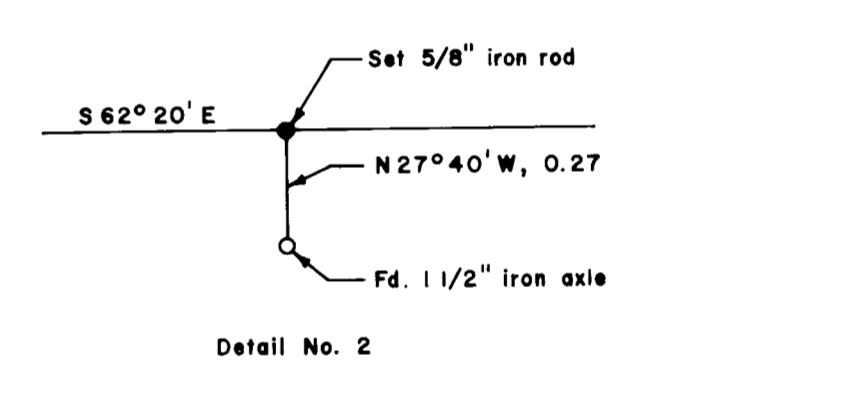 Set 5/8" iron rod
S 62° 20' E
N 27° 40' W, 0.27
Fd. 1 1/2" iron axle
Detail No. 2